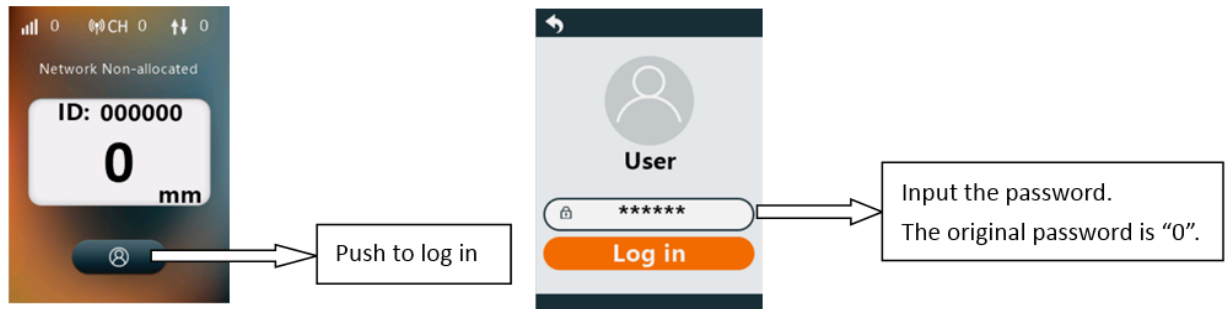 0 CH 0 0
Network Non-allocated
ID: 000000
0
mm
Push to log in
User
******
Log in
Input the password.
The original password is “0”.